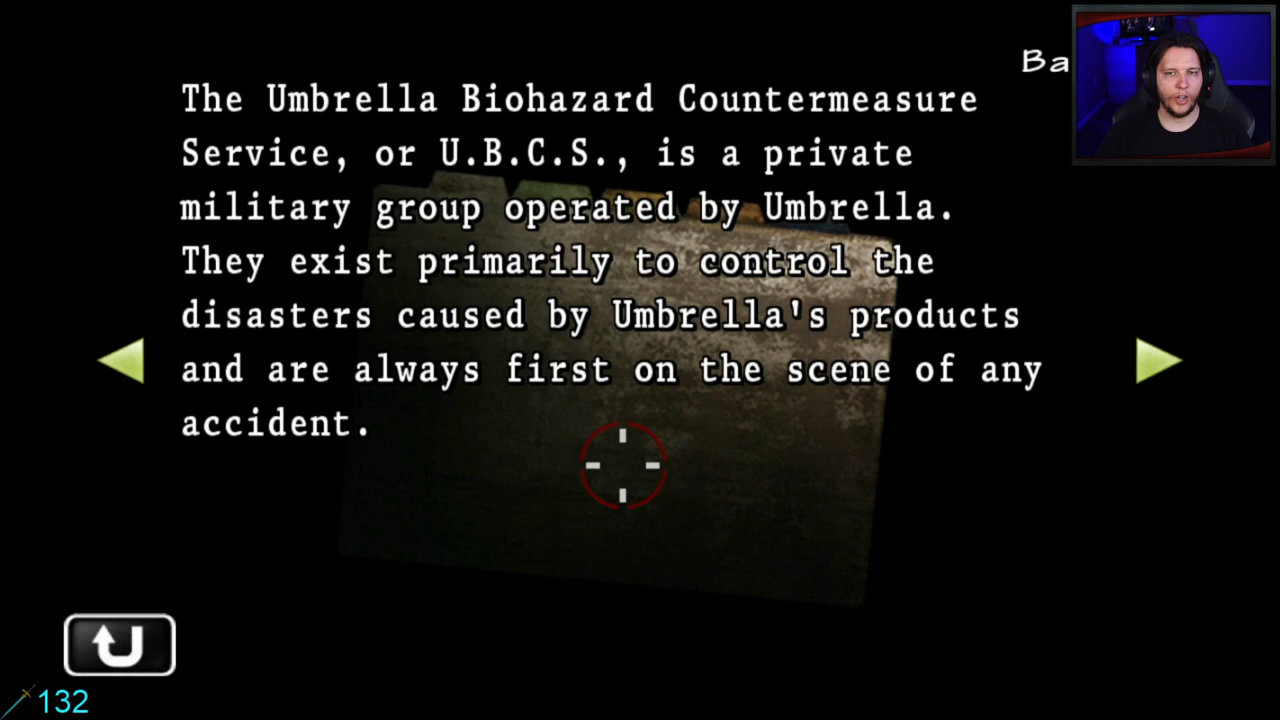 Ba
The Umbrella Biohazard Countermeasure
Service, or U.B.C.S., is a private
military group operated by Umbrella.
They exist primarily to control the
disasters caused by Umbrella's products
and are always first on the scene of any
accident.
132